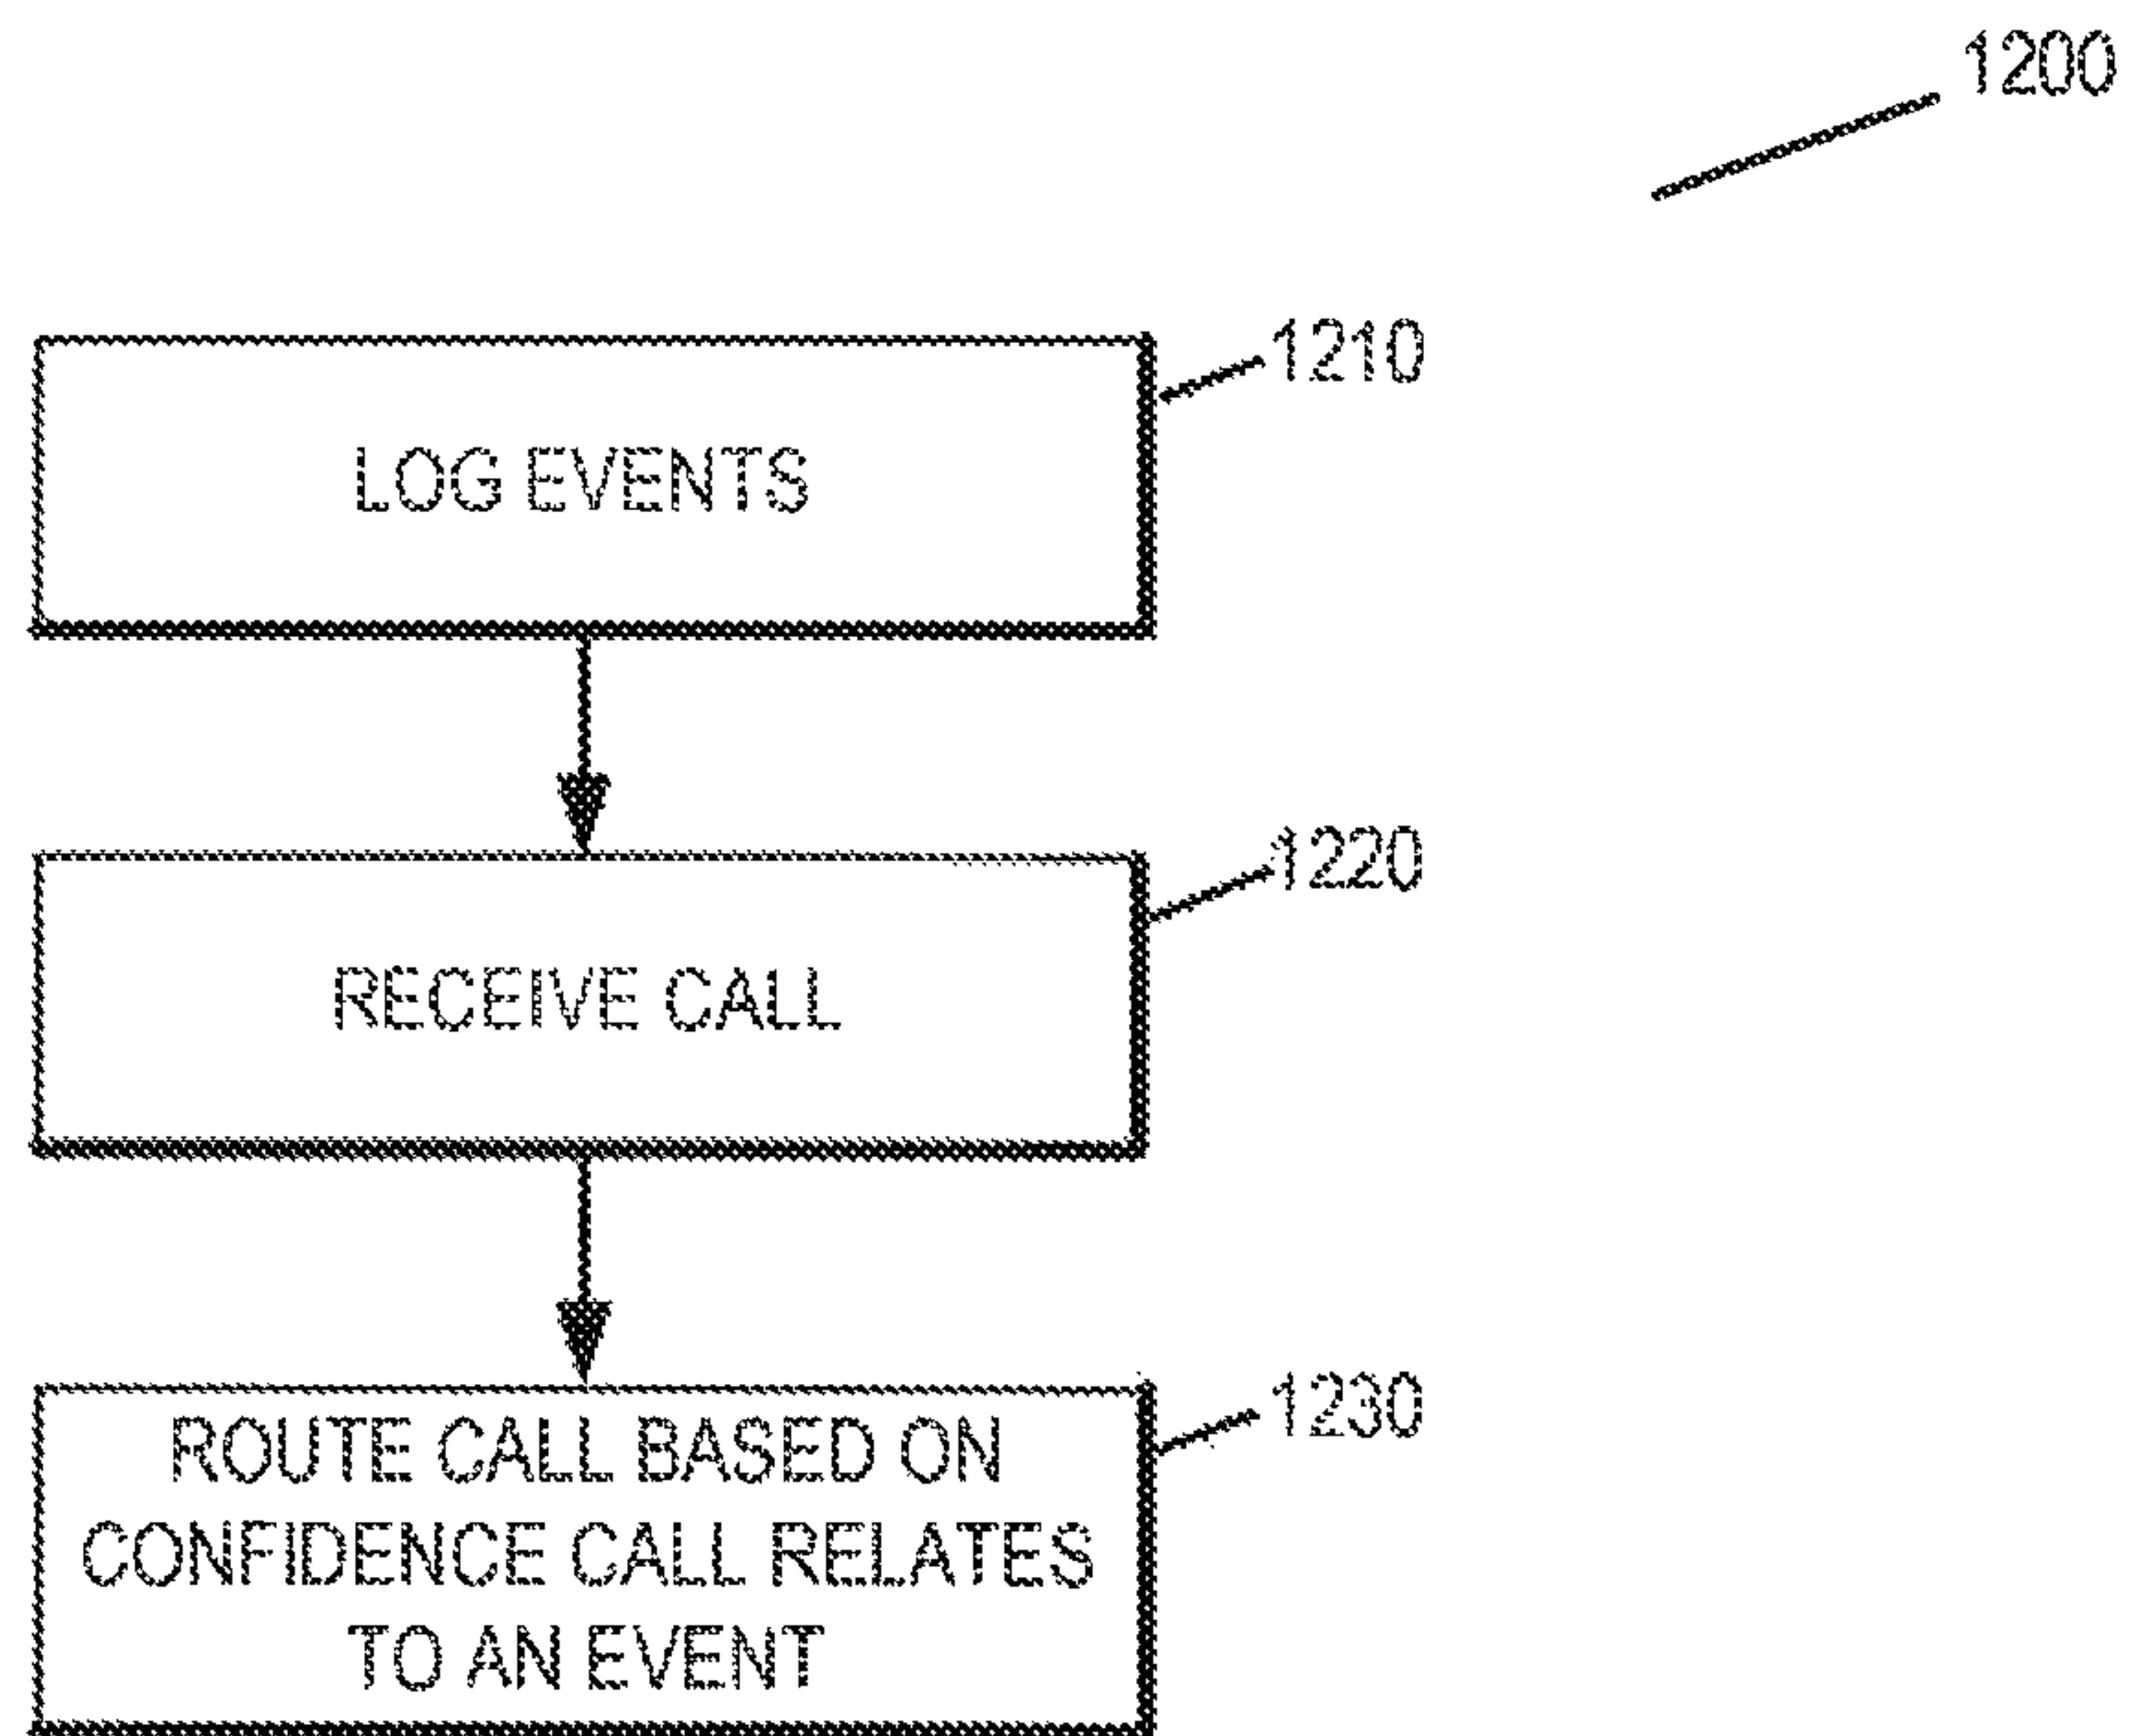 1200
1210
LOG EVENTS
1220
RECEIVE CALL
1230
ROUTE CALL BASED ON
CONFIDENCE CALL RELATES
TO AN EVENT